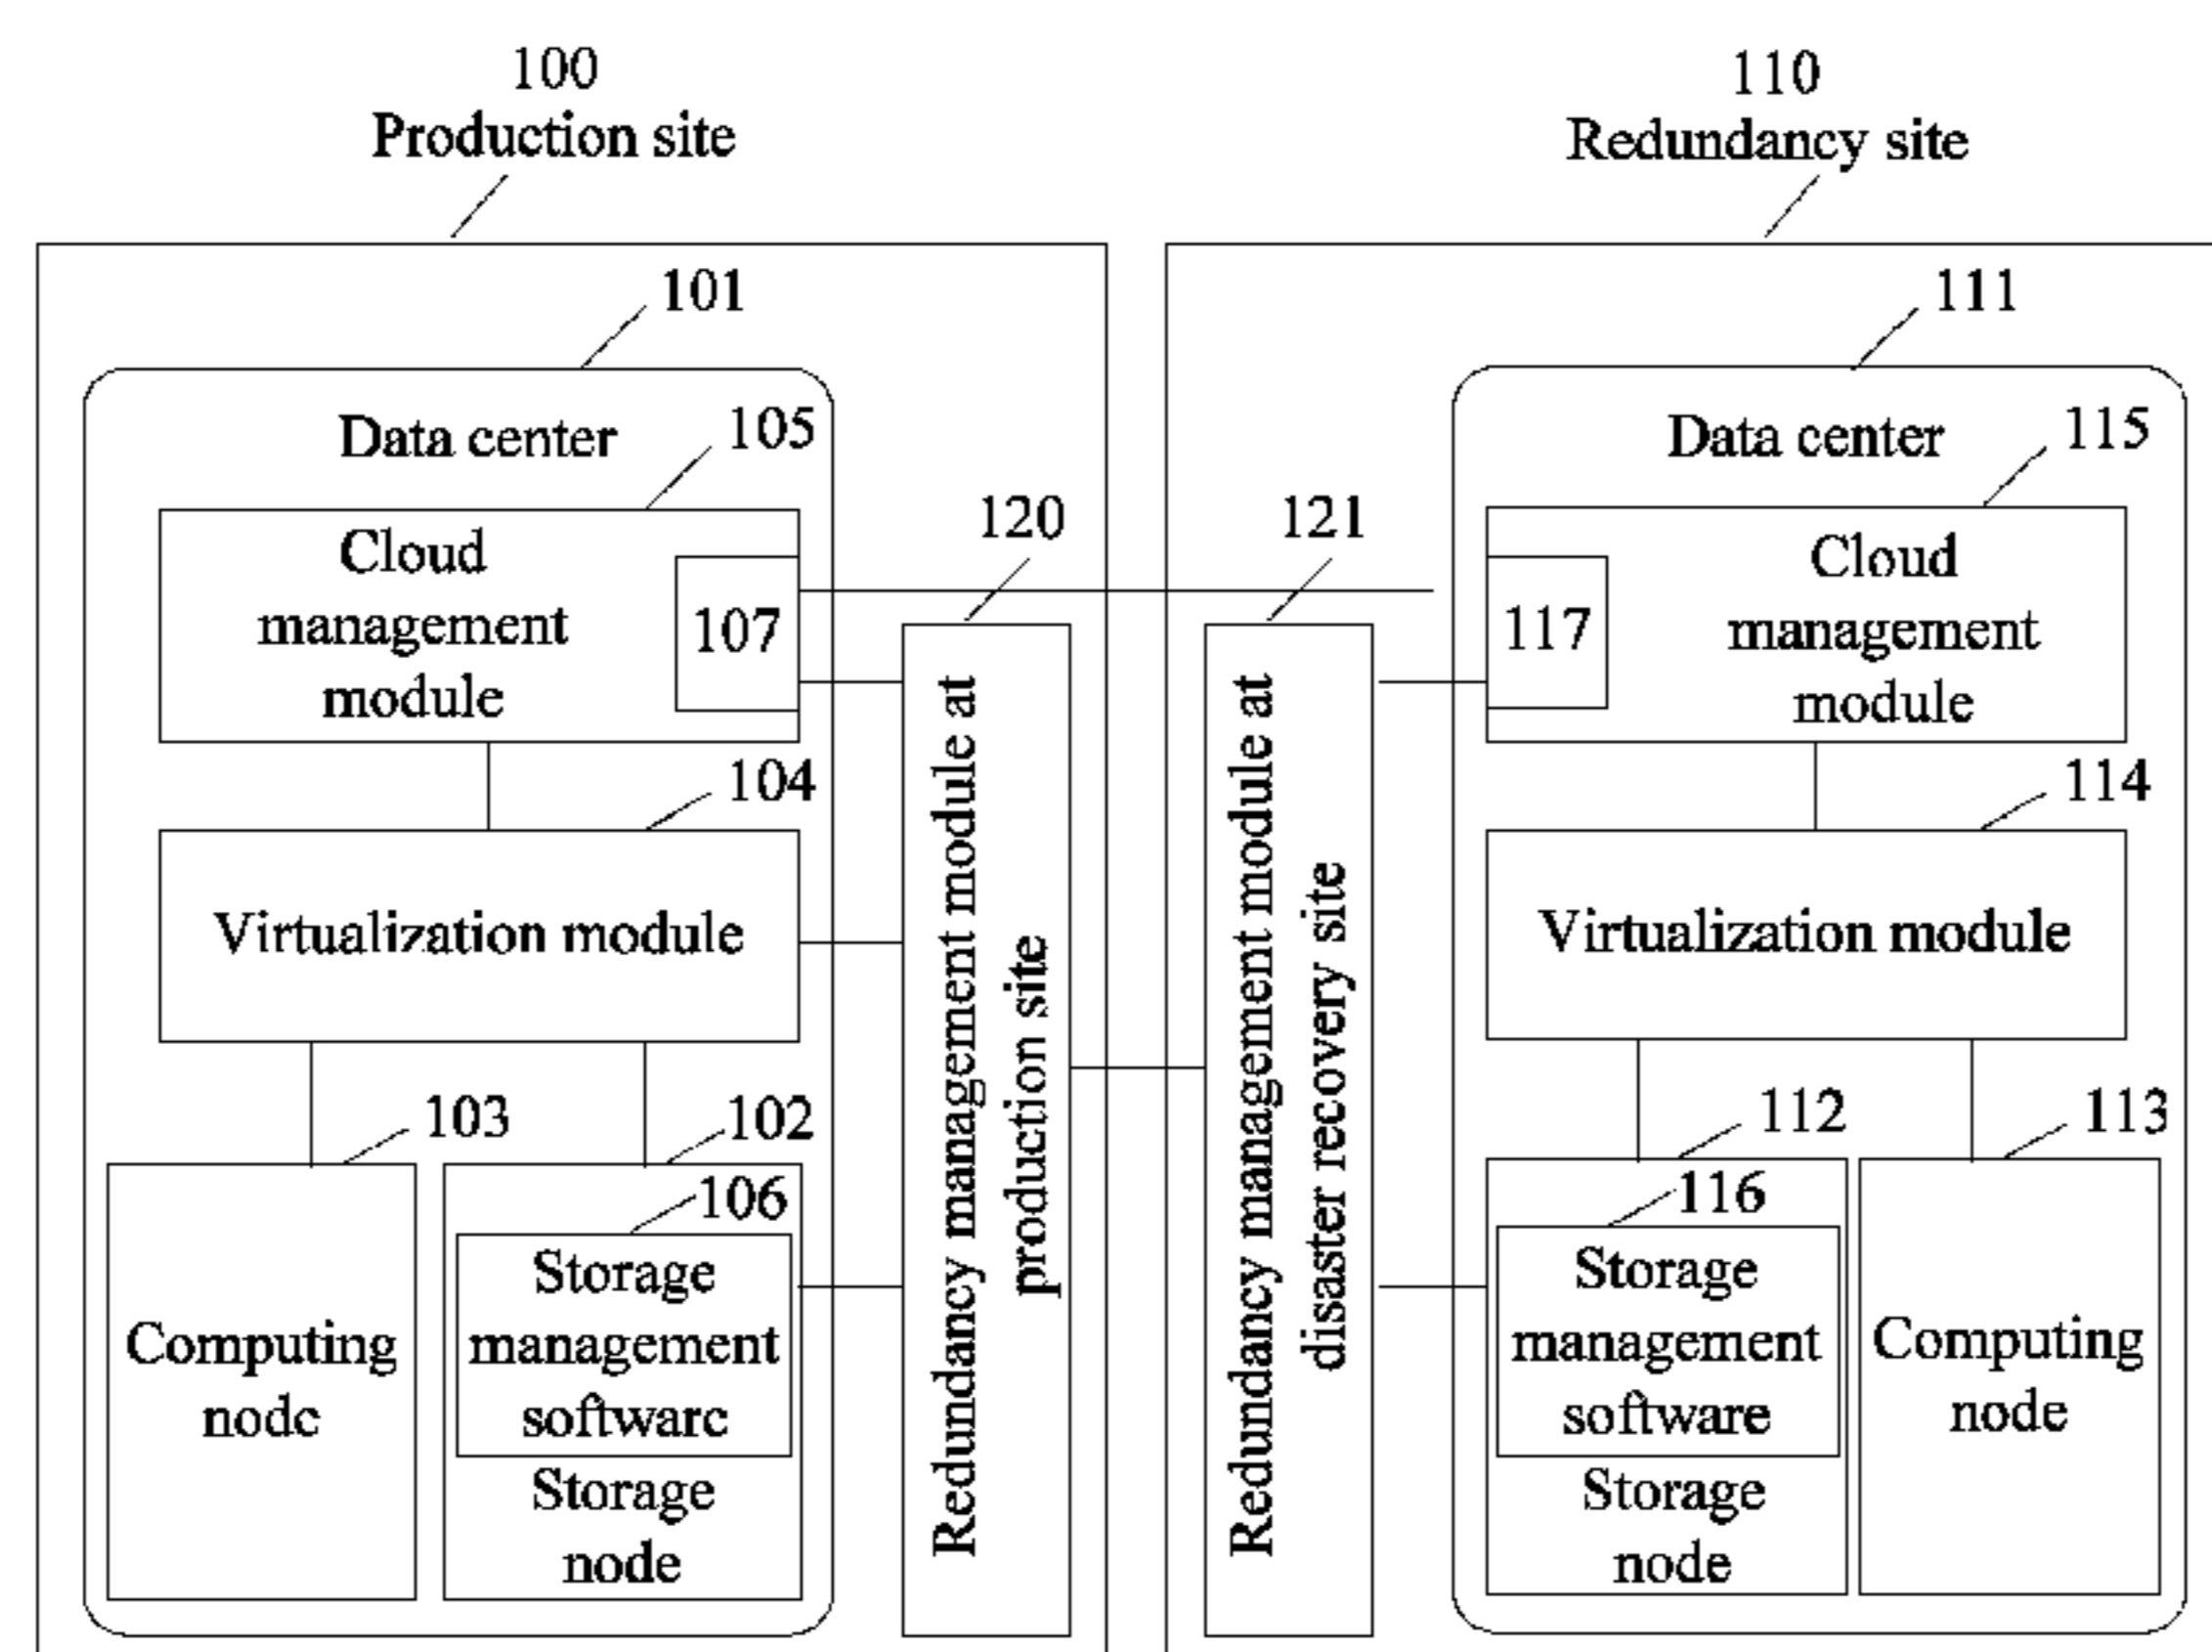 100
Production site
110
Redundancy site
101
Data center
105
Cloud
management
module
107
104
Virtualization module
103
Computing
node
102
106
Storage
management
software
Storage
node
120
Redundancy management module at
production site
121
Redundancy management module at
disaster recovery site
111
Data center
115
117
Cloud
management
module
114
Virtualization module
112
116
Storage
management
software
Storage
node
113
Computing
node